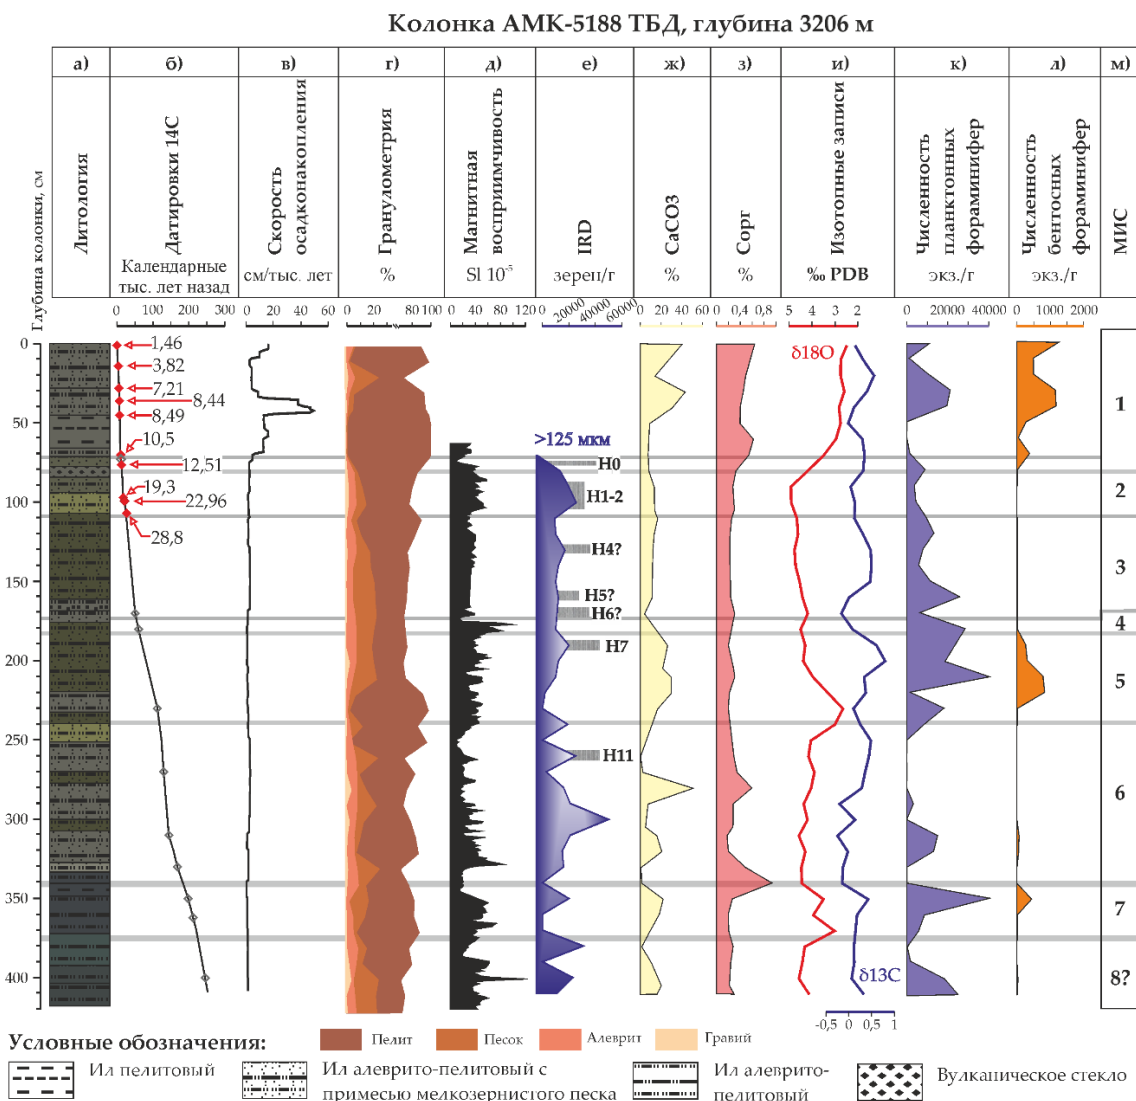 Колонка АМК-5188 ТБД, глубина 3206 м
а) б) в) г) д) е) ж) з) и) к) л) м)
Глубина колонки, см
Литология
Датировки 14С
Календарные
тыс. лет назад
Скорость
осадконакопления
см/тыс. лет
Гранулометрия
%
Магнитная
восприимчивость
SI 10⁻⁵
IRD
зерен/г
CaCO3
%
Сорг
%
Изотопные записи
‰ PDB
Численность
планктонных
фораминифер
экз./г
Численность
бентосных
фораминифер
экз./г
МИС
0 100 200 300
0 20 40 60
0 20 80 100
0 40 80 120
0 20000 40000 60000
0 20 40 60
0 0,4 0,8
5 4 3 2
0 20000 40000
0 1000 2000
0
50
100
150
200
250
300
350
400
1,46
3,82
7,21
8,44
8,49
10,5
12,51
19,3
22,96
28,8
>125 мкм
H0
H1-2
H4?
H5?
H6?
H7
H11
δ18O
δ13C
-0,5 0 0,5 1
1
2
3
4
5
6
7
8?
Условные обозначения:
Пелит
Песок
Алеврит
Гравий
Ил пелитовый
Ил алеврито-пелитовый с
примесью мелкозернистого песка
Ил алеврито-
пелитовый
Вулканическое стекло